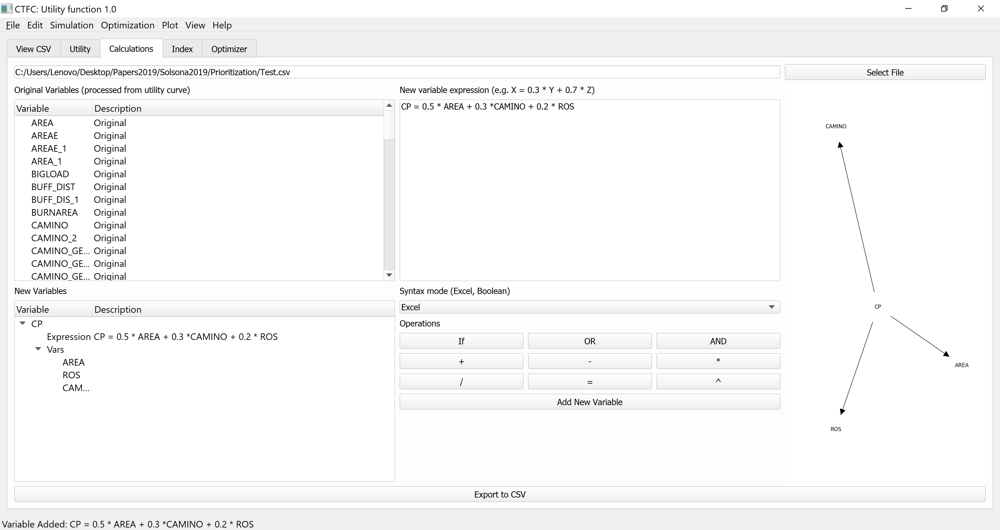 CTFC: Utility function 1.0
File Edit Simulation Optimization Plot View Help
View CSV Utility Calculations Index Optimizer
C:/Users/Lenovo/Desktop/Papers2019/Solsona2019/Prioritization/Test.csv
Select File
Original Variables (processed from utility curve)
Variable Description
AREA Original
AREAE Original
AREAE_1 Original
AREA_1 Original
BIGLOAD Original
BUFF_DIST Original
BUFF_DIS_1 Original
BURNAREA Original
CAMINO Original
CAMINO_2 Original
CAMINO_GE... Original
CAMINO_GE... Original
CAMINO_GE... Original
New variable expression (e.g. X = 0.3 * Y + 0.7 * Z)
CP = 0.5 * AREA + 0.3 *CAMINO + 0.2 * ROS
New Variables
Variable Description
CP
Expression CP = 0.5 * AREA + 0.3 *CAMINO + 0.2 * ROS
Vars
AREA
ROS
CAM...
Syntax mode (Excel, Boolean)
Excel
Operations
If OR AND
+ - *
/ = ^
Add New Variable
CAMINO
CP
AREA
ROS
Export to CSV
Variable Added: CP = 0.5 * AREA + 0.3 *CAMINO + 0.2 * ROS